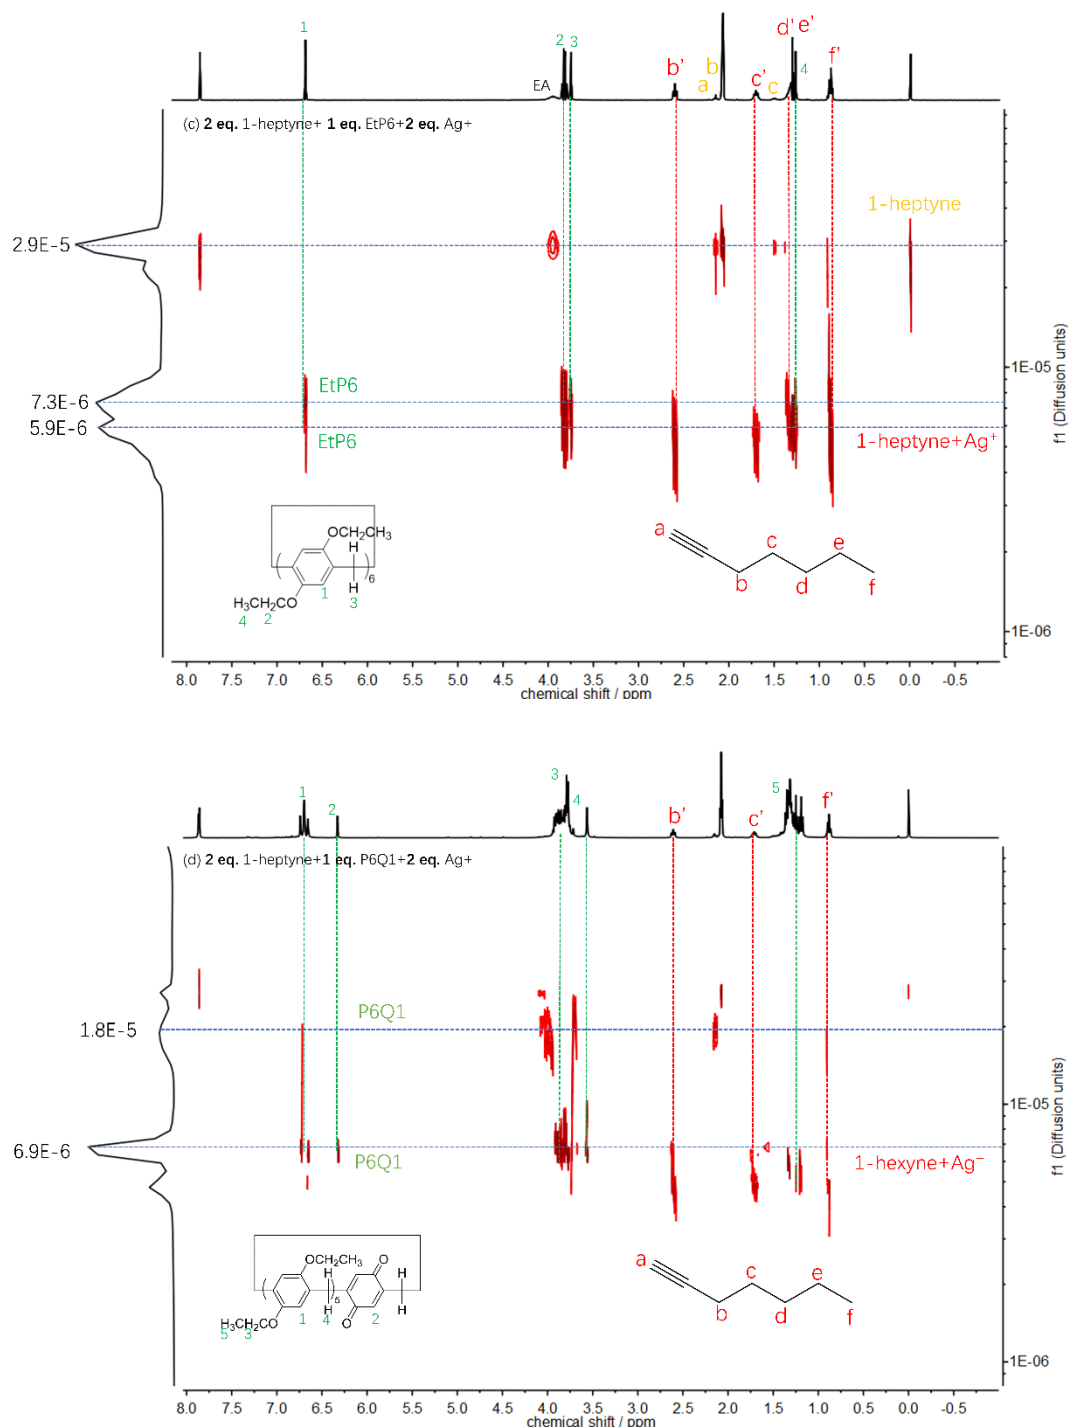 1 2 3 b' b a c' c d' e' 4 f'
EA
(c) 2 eq. 1-heptyne+ 1 eq. EtP6+2 eq. Ag+
1-heptyne
2.9E-5
1E-05
EtP6
7.3E-6
5.9E-6
EtP6
1-heptyne+Ag⁺
f1 (Diffusion units)
OCH₂CH₃
H
( )₆
H
H₃CH₂CO
1 3
4 2
a c e
b d f
1E-06
8.0 7.5 7.0 6.5 6.0 5.5 5.0 4.5 4.0 3.5 3.0 2.5 2.0 1.5 1.0 0.5 0.0 -0.5
chemical shift / ppm
1 2 3 4 b' c' 5 f'
(d) 2 eq. 1-heptyne+1 eq. P6Q1+2 eq. Ag+
P6Q1
1.8E-5
1E-05
6.9E-6
P6Q1
1-hexyne+Ag⁻
f1 (Diffusion units)
OCH₂CH₃ O
H H
( )₅
H H
H₃CH₂CO O
5 3 1 4 2
a c e
b d f
1E-06
8.0 7.5 7.0 6.5 6.0 5.5 5.0 4.5 4.0 3.5 3.0 2.5 2.0 1.5 1.0 0.5 0.0 -0.5
chemical shift / ppm